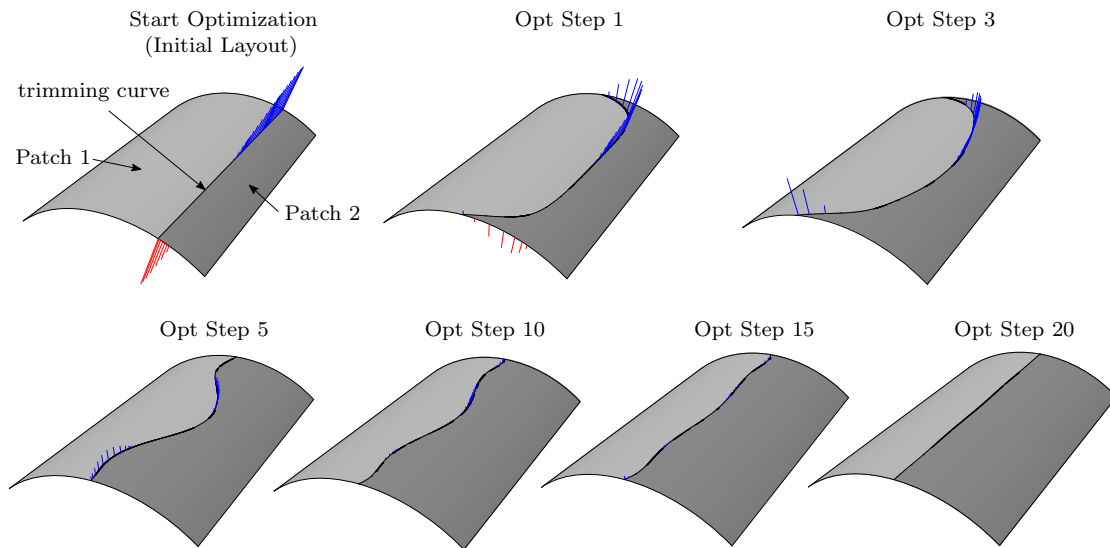 Start Optimization
(Initial Layout)
Opt Step 1
Opt Step 3
trimming curve
Patch 1
Patch 2
Opt Step 5
Opt Step 10
Opt Step 15
Opt Step 20